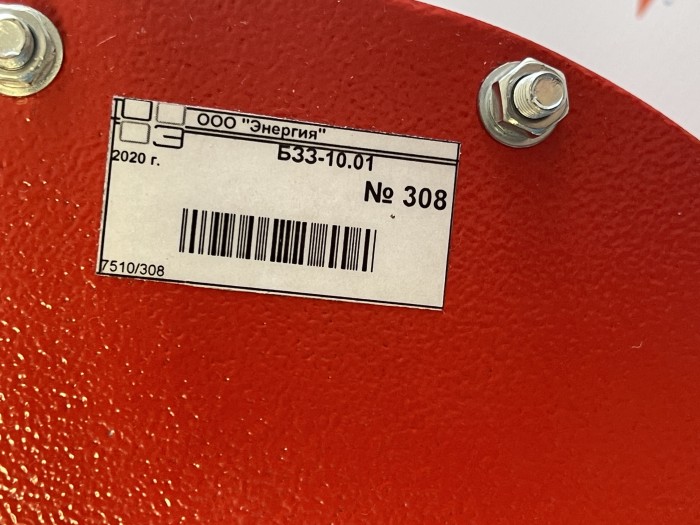 ООО "Энергия"
Э
2020 г.
БЗЗ-10.01
№ 308
7510/308